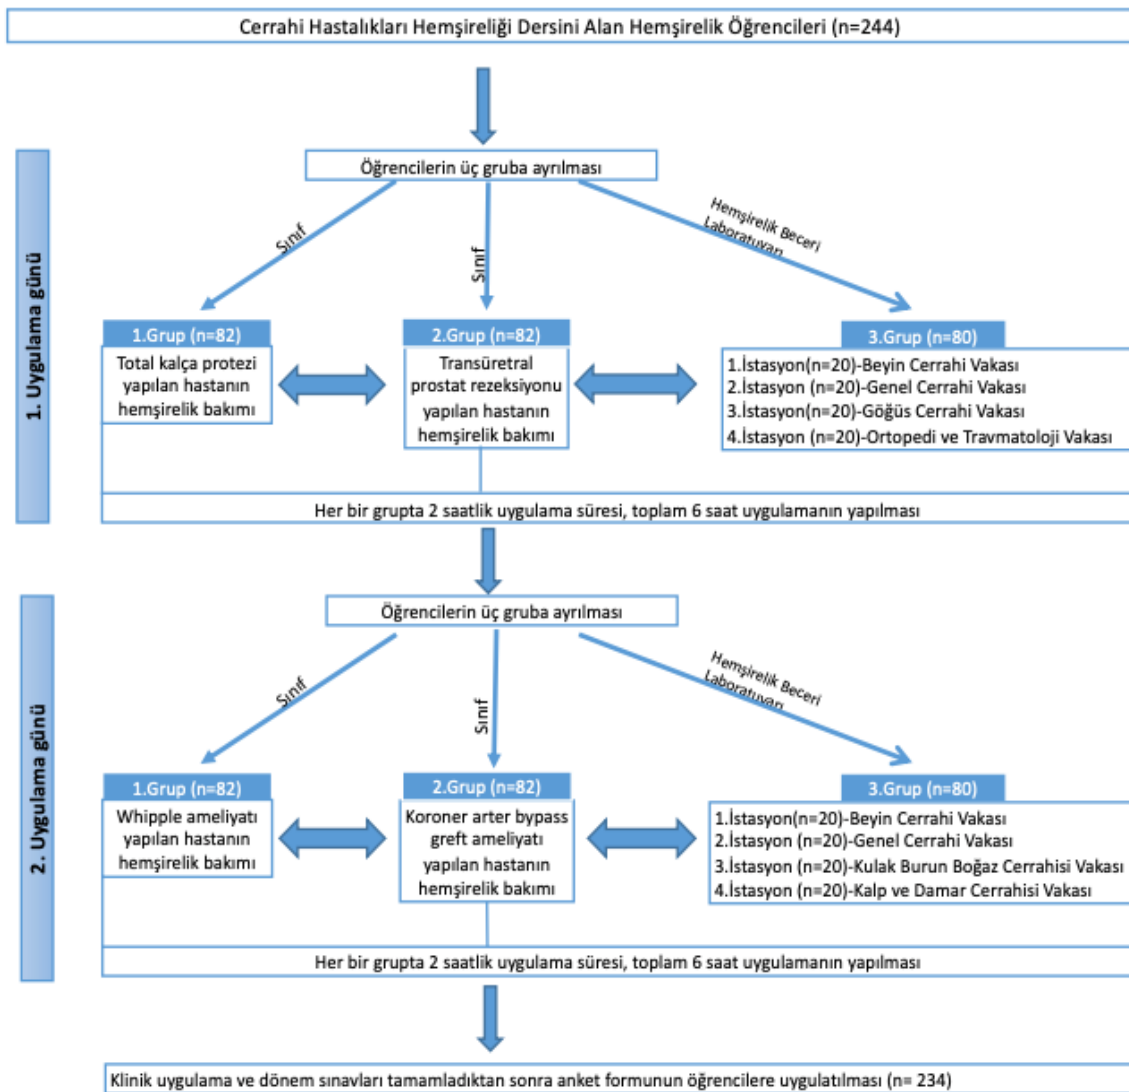 Cerrahi Hastalıkları Hemşireliği Dersini Alan Hemşirelik Öğrencileri (n=244)
1. Uygulama günü
Öğrencilerin üç gruba ayrılması
Sınıf
Sınıf
Hemşirelik Beceri
Laboratuvarı
1.Grup (n=82)
Total kalça protezi
yapılan hastanın
hemşirelik bakımı
2.Grup (n=82)
Transüretral
prostat rezeksiyonu
yapılan hastanın
hemşirelik bakımı
3.Grup (n=80)
1.İstasyon(n=20)-Beyin Cerrahi Vakası
2.İstasyon(n=20)-Genel Cerrahi Vakası
3.İstasyon(n=20)-Göğüs Cerrahi Vakası
4.İstasyon (n=20)-Ortopedi ve Travmatoloji Vakası
Her bir grupta 2 saatlik uygulama süresi, toplam 6 saat uygulamanın yapılması
2. Uygulama günü
Öğrencilerin üç gruba ayrılması
Sınıf
Sınıf
Hemşirelik Beceri
Laboratuvarı
1.Grup (n=82)
Whipple ameliyatı
yapılan hastanın
hemşirelik bakımı
2.Grup (n=82)
Koroner arter bypass
greft ameliyatı
yapılan hastanın
hemşirelik bakımı
3.Grup (n=80)
1.İstasyon(n=20)-Beyin Cerrahi Vakası
2.İstasyon (n=20)-Genel Cerrahi Vakası
3.İstasyon (n=20)-Kulak Burun Boğaz Cerrahisi Vakası
4.İstasyon (n=20)-Kalp ve Damar Cerrahisi Vakası
Her bir grupta 2 saatlik uygulama süresi, toplam 6 saat uygulamanın yapılması
Klinik uygulama ve dönem sınavları tamamladıktan sonra anket formunun öğrencilere uygulatılması (n= 234)